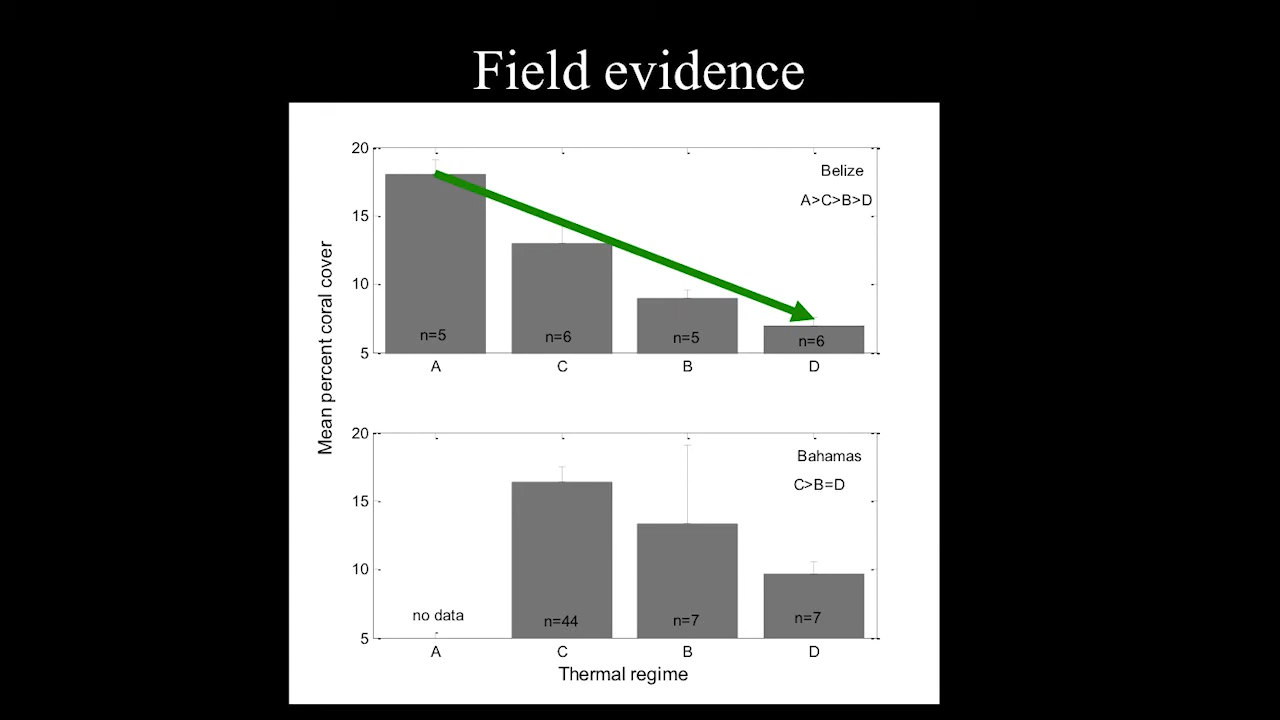 Field evidence
Mean percent coral cover
20
15
10
5
Belize
A>C>B>D
n=5
n=6
n=5
n=6
A
C
B
D
20
15
10
5
Bahamas
C>B=D
no data
n=44
n=7
n=7
A
C
B
D
Thermal regime